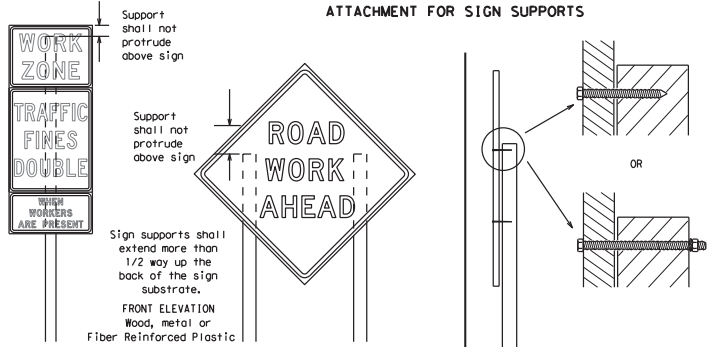 ATTACHMENT FOR SIGN SUPPORTS
Support
shall not
protrude
above sign
WORK
ZONE
TRAFFIC
FINES
DOUBLE
WHEN
WORKERS
ARE PRESENT
Support
shall not
protrude
above sign
ROAD
WORK
AHEAD
Sign supports shall
extend more than
1/2 way up the
back of the sign
substrate.
FRONT ELEVATION
Wood, metal or
Fiber Reinforced Plastic
OR